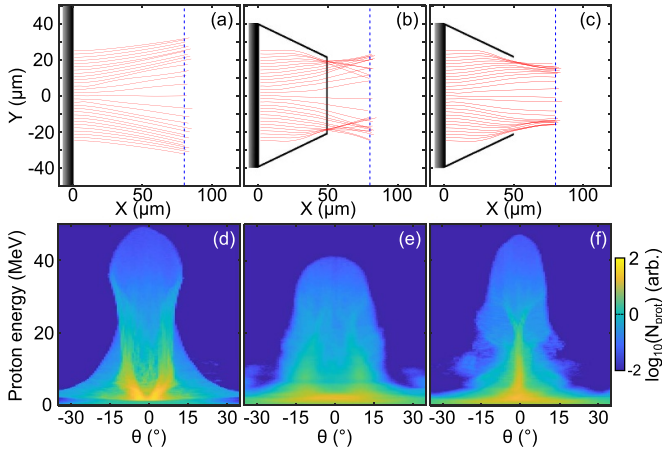 (a) (b) (c)
40
20
0
-20
-40
Y (μm)
0 50 100 0 50 100 0 50 100
X (μm) X (μm) X (μm)
(d) (e) (f)
40
20
0
Proton energy (MeV)
-30 -15 0 15 30 -30 -15 0 15 30 -30 -15 0 15 30
θ (°) θ (°) θ (°)
2
0
-2
log10(Nprot) (arb.)